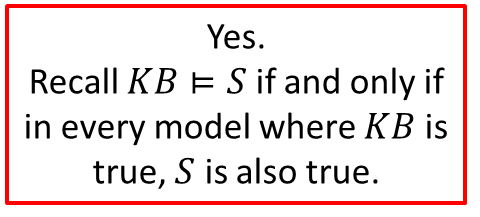 Yes.
Recall 𝐾𝐵 ⊨ 𝑆 if and only if
in every model where 𝐾𝐵 is
true, 𝑆 is also true.